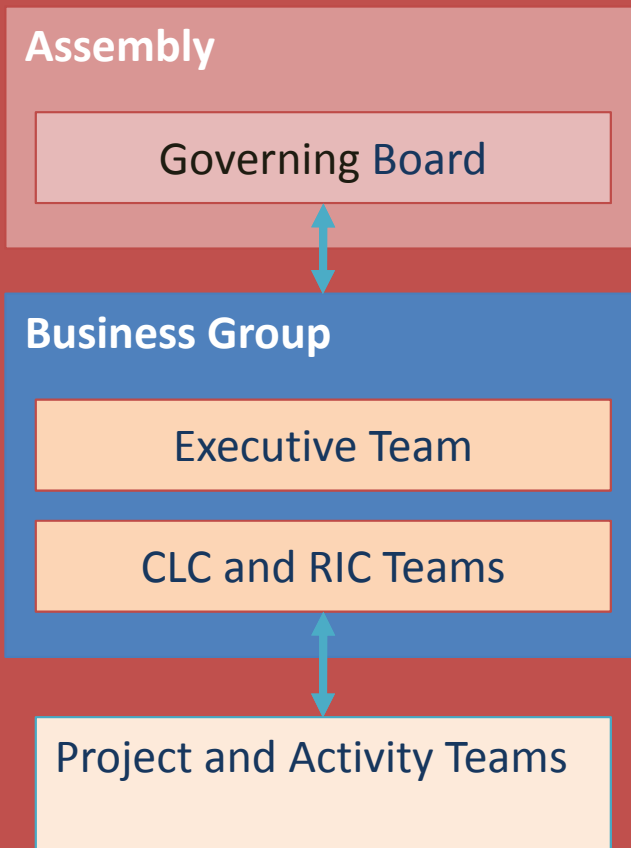 Assembly
Governing Board
Business Group
Executive Team
CLC and RIC Teams
Project and Activity Teams